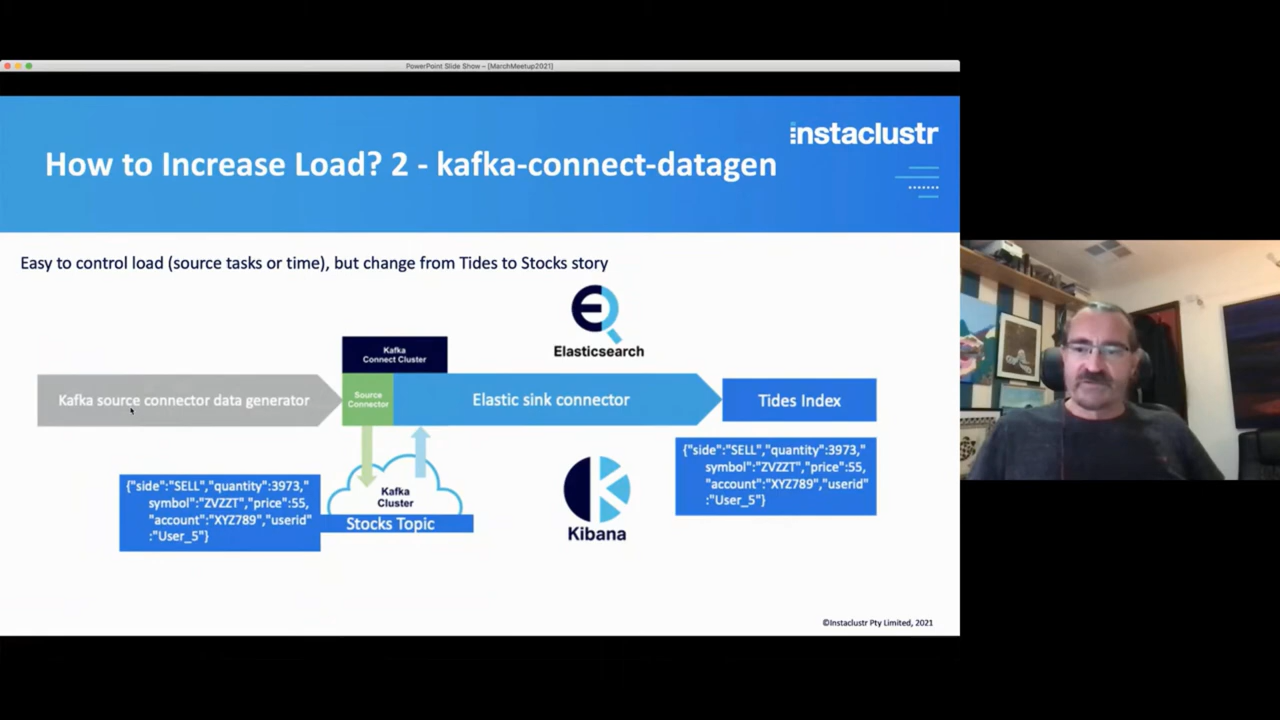 PowerPoint Slide Show – [MarchMeetup2021]
instaclustr
How to Increase Load? 2 - kafka-connect-datagen
Easy to control load (source tasks or time), but change from Tides to Stocks story
Elasticsearch
Kafka
Connect Cluster
Kafka source connector data generator
Source
Connector
Elastic sink connector
Tides Index
{"side":"SELL","quantity":3973,"
symbol":"ZVZZT","price":55,
"account":"XYZ789","userid"
:"User_5"}
Kafka
Cluster
Stocks Topic
Kibana
{"side":"SELL","quantity":3973,
symbol":"ZVZZT","price":55,
"account":"XYZ789","userid
:"User_5"}
©Instaclustr Pty Limited, 2021